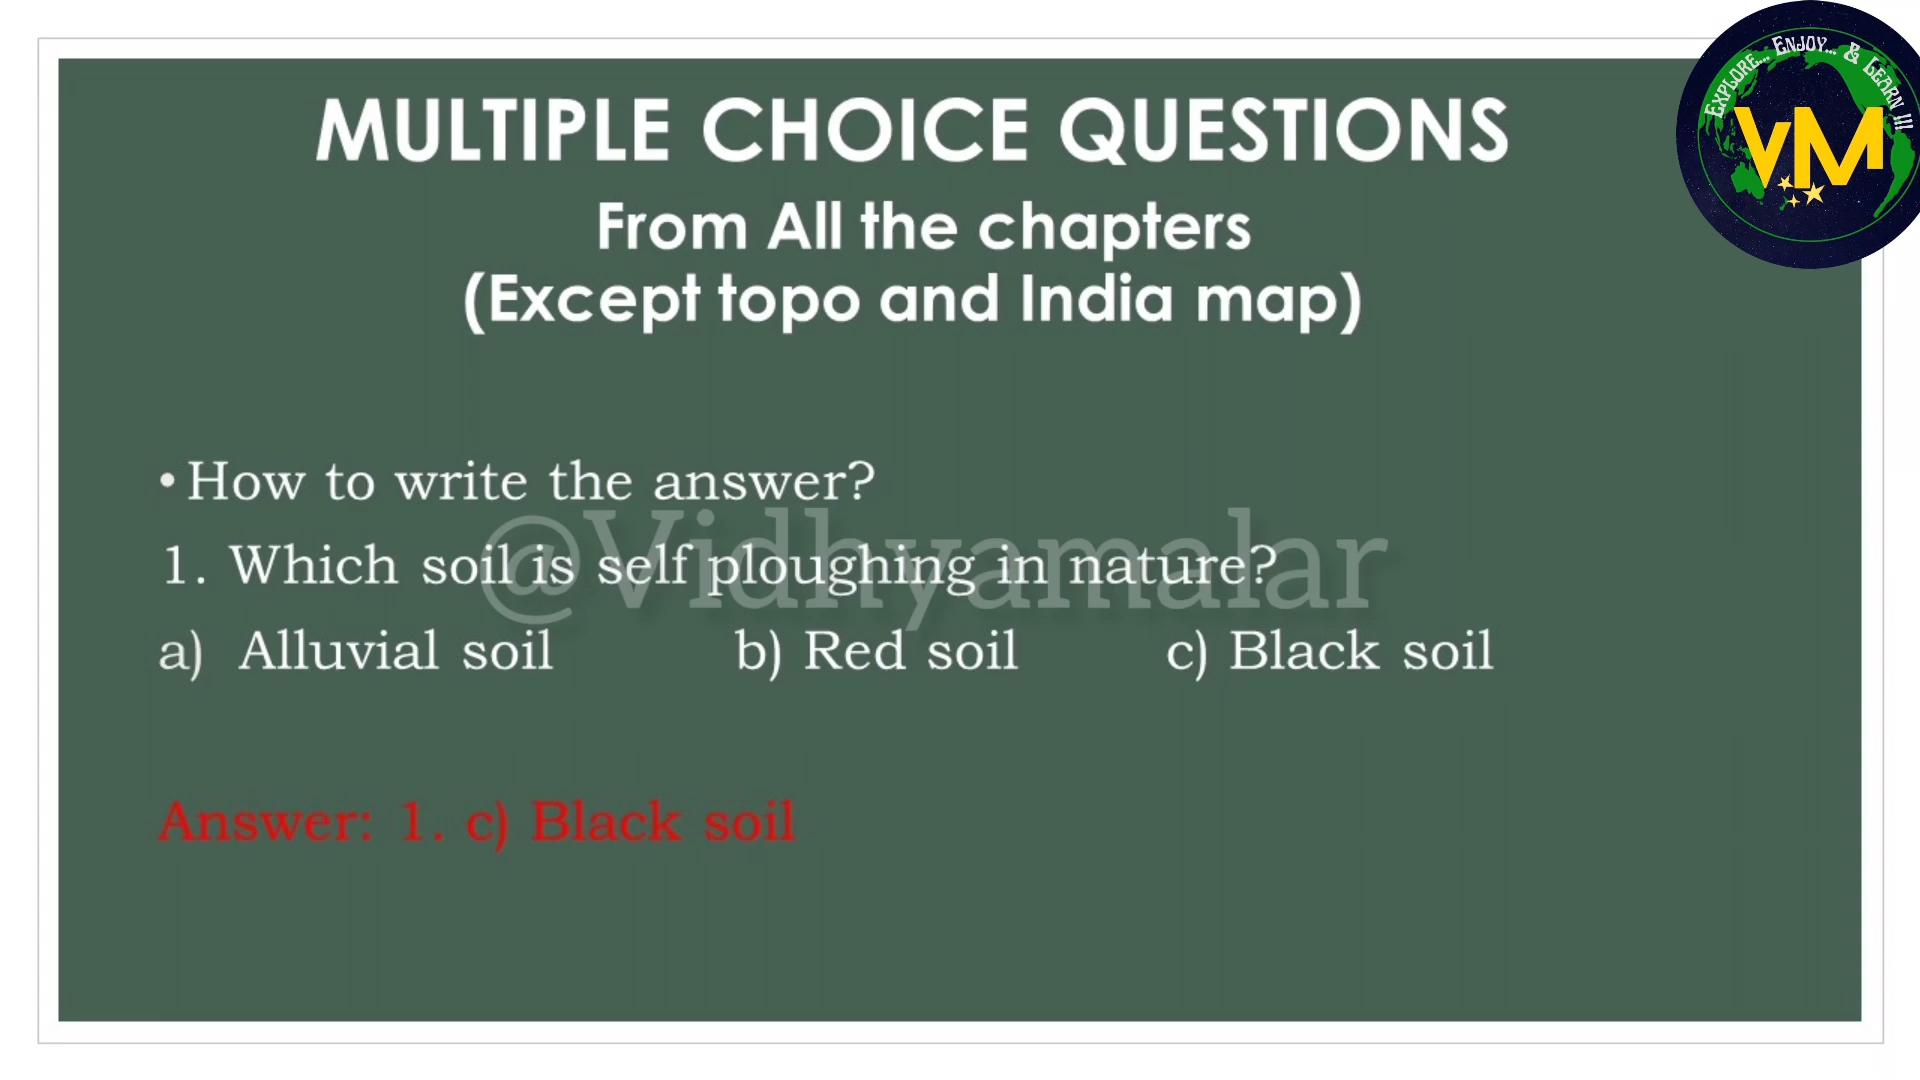 MULTIPLE CHOICE QUESTIONS
From All the chapters
(Except topo and India map)
EXPLORE... ENJOY... & LEARN !!!
VM
• How to write the answer?
@Vidhyamalar
1. Which soil is self ploughing in nature?
a) Alluvial soil b) Red soil c) Black soil
Answer: 1. c) Black soil